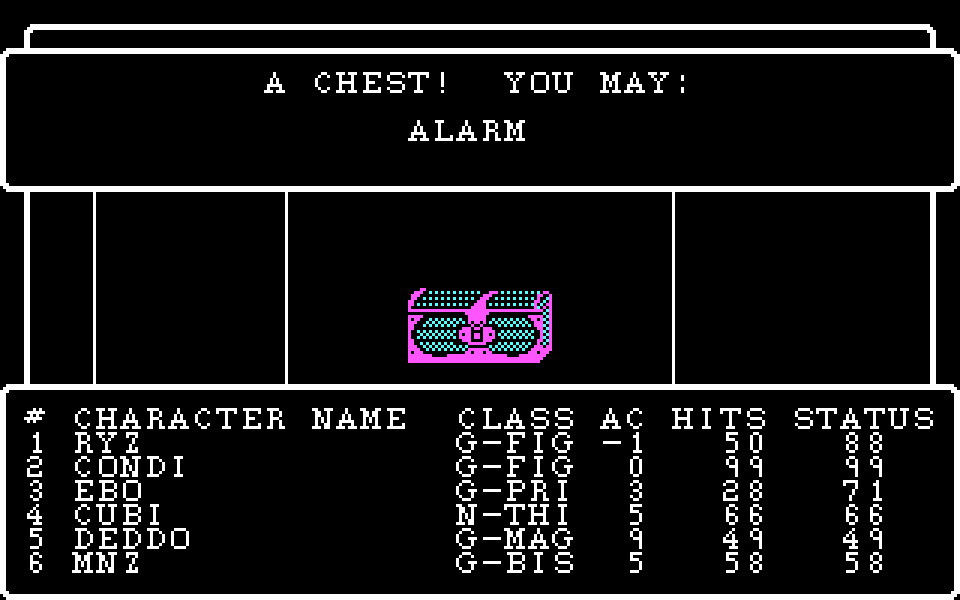 A CHEST!  YOU MAY:
ALARM
# CHARACTER NAME CLASS AC HITS STATUS
1 RYZ G-FIG -1 50 88
2 CONDI G-FIG 0 99 99
3 EBO G-PRI 3 28 71
4 CUBI N-THI 5 66 66
5 DEDDO G-MAG 9 49 49
6 MNZ G-BIS 5 58 58